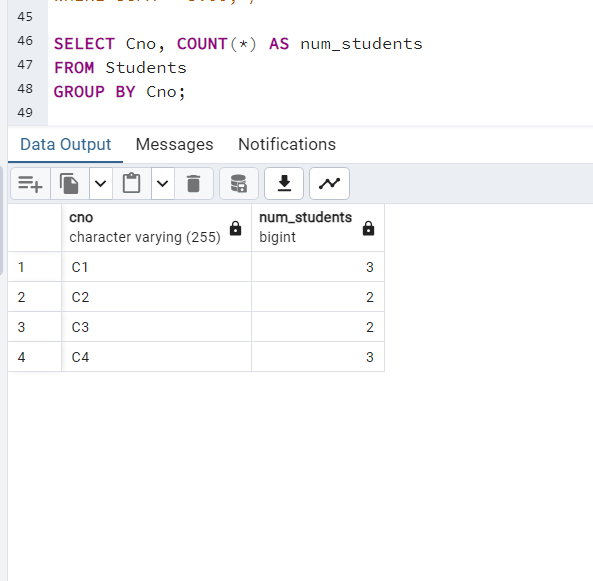 45
46 SELECT Cno, COUNT(*) AS num_students
47 FROM Students
48 GROUP BY Cno;
49
Data Output Messages Notifications
cno num_students
character varying (255) bigint
1 C1 3
2 C2 2
3 C3 2
4 C4 3